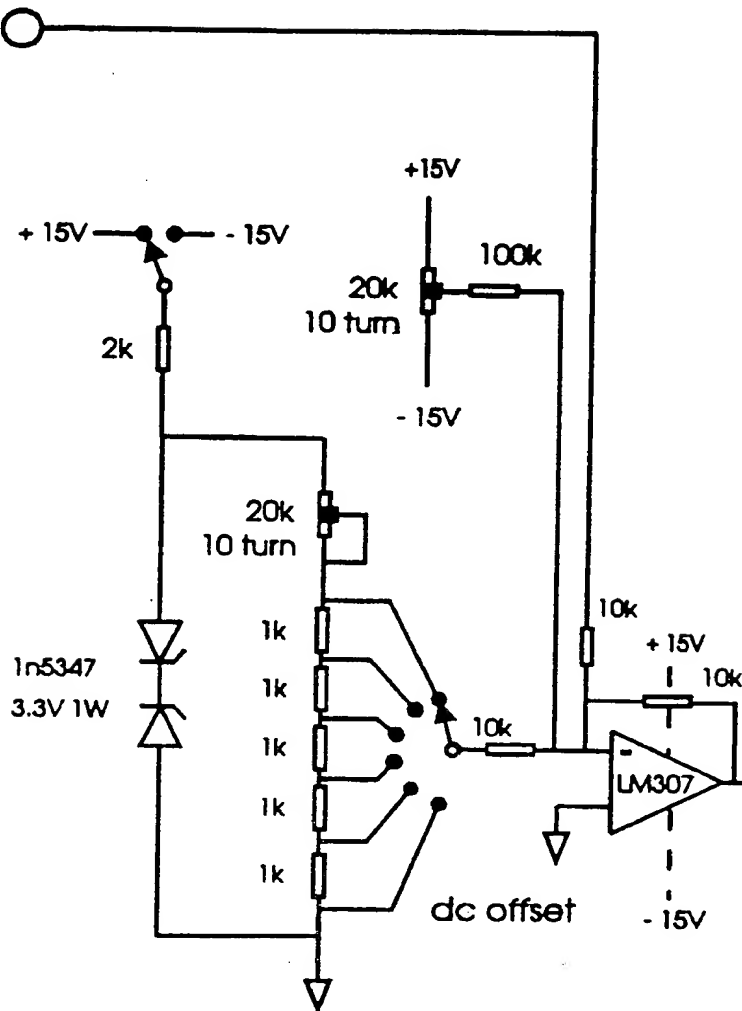 +15V
+ 15V
- 15V
100k
20k
10 turn
2k
- 15V
20k
10 turn
1k
10k
1n5347
+ 15V
3.3V 1W
1k
10k
1k
10k
LM307
1k
1k
dc offset
- 15V